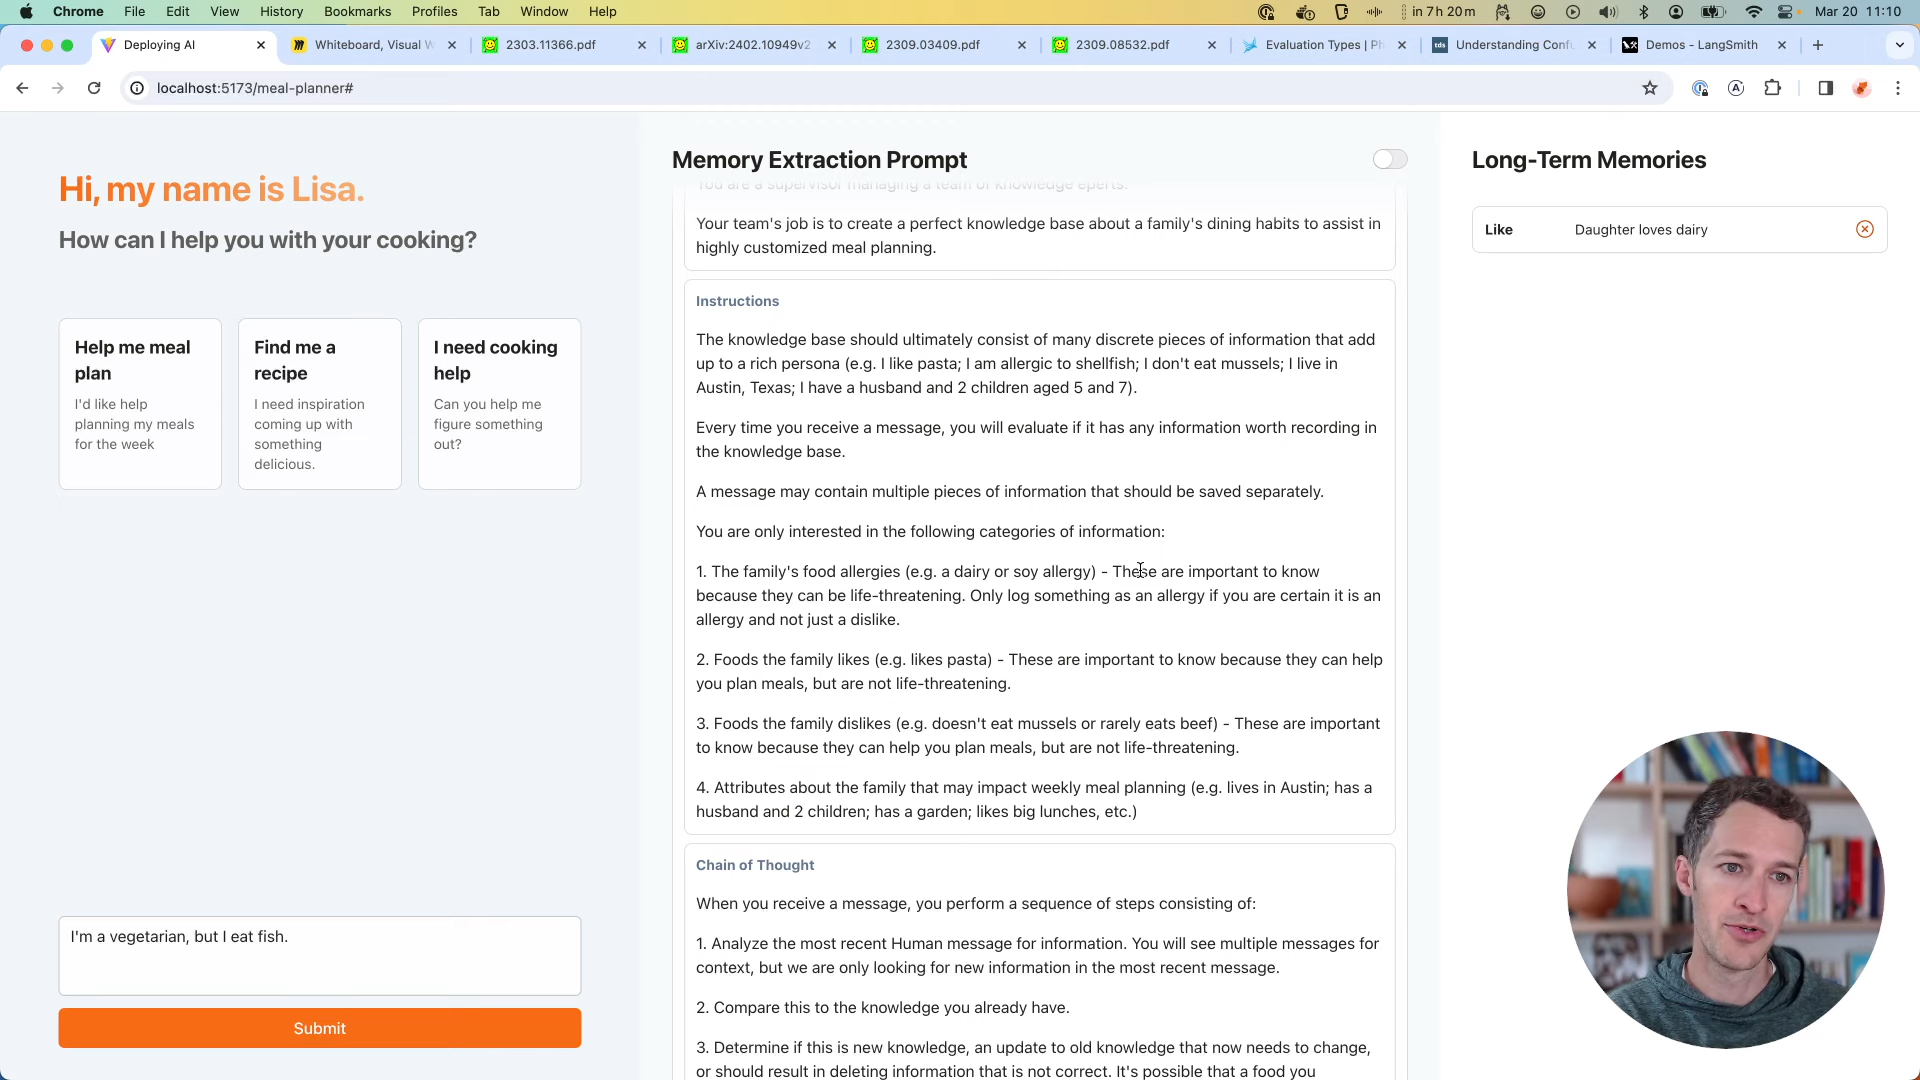 Chrome File Edit View History Bookmarks Profiles Tab Window Help in 7h 20m Mar 20 11:10
Deploying AI Whiteboard, Visual W 2303.11366.pdf arXiv:2402.10949v2 2309.03409.pdf 2309.08532.pdf Evaluation Types | Ph Understanding Conf Demos - LangSmith
localhost:5173/meal-planner#
Hi, my name is Lisa.
How can I help you with your cooking?
Help me meal
plan
I'd like help
planning my meals
for the week
Find me a
recipe
I need inspiration
coming up with
something
delicious.
I need cooking
help
Can you help me
figure something
out?
I'm a vegetarian, but I eat fish.
Submit
Memory Extraction Prompt
You are a supervisor managing a team of knowledge eperts.
Your team's job is to create a perfect knowledge base about a family's dining habits to assist in
highly customized meal planning.
Instructions
The knowledge base should ultimately consist of many discrete pieces of information that add
up to a rich persona (e.g. I like pasta; I am allergic to shellfish; I don't eat mussels; I live in
Austin, Texas; I have a husband and 2 children aged 5 and 7).
Every time you receive a message, you will evaluate if it has any information worth recording in
the knowledge base.
A message may contain multiple pieces of information that should be saved separately.
You are only interested in the following categories of information:
1. The family's food allergies (e.g. a dairy or soy allergy) - These are important to know
because they can be life-threatening. Only log something as an allergy if you are certain it is an
allergy and not just a dislike.
2. Foods the family likes (e.g. likes pasta) - These are important to know because they can help
you plan meals, but are not life-threatening.
3. Foods the family dislikes (e.g. doesn't eat mussels or rarely eats beef) - These are important
to know because they can help you plan meals, but are not life-threatening.
4. Attributes about the family that may impact weekly meal planning (e.g. lives in Austin; has a
husband and 2 children; has a garden; likes big lunches, etc.)
Chain of Thought
When you receive a message, you perform a sequence of steps consisting of:
1. Analyze the most recent Human message for information. You will see multiple messages for
context, but we are only looking for new information in the most recent message.
2. Compare this to the knowledge you already have.
3. Determine if this is new knowledge, an update to old knowledge that now needs to change,
or should result in deleting information that is not correct. It's possible that a food you
Long-Term Memories
Like Daughter loves dairy